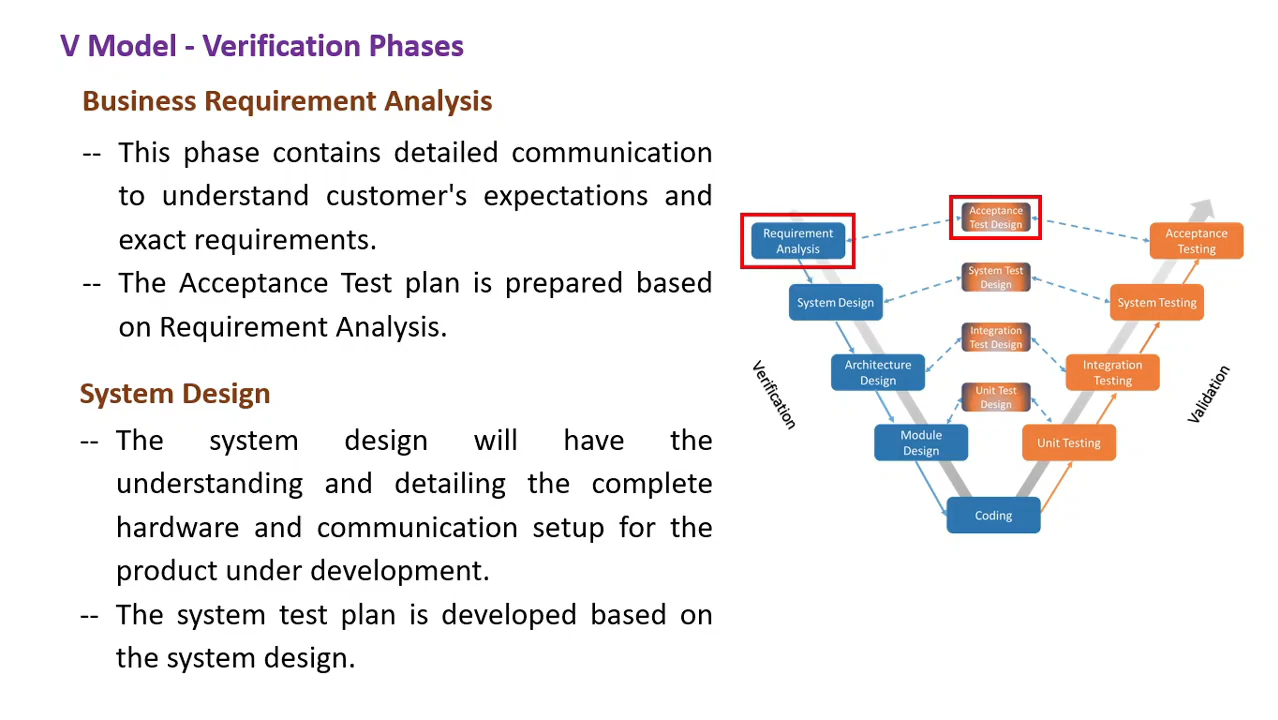 V Model - Verification Phases
Business Requirement Analysis
-- This phase contains detailed communication
to understand customer's expectations and
exact requirements.
-- The Acceptance Test plan is prepared based
on Requirement Analysis.
System Design
-- The system design will have the
understanding and detailing the complete
hardware and communication setup for the
product under development.
-- The system test plan is developed based on
the system design.
Requirement
Analysis
Acceptance
Test Design
Acceptance
Testing
System Design
System Test
Design
System Testing
Architecture
Design
Integration
Test Design
Integration
Testing
Module
Design
Unit Test
Design
Unit Testing
Coding
Verification
Validation